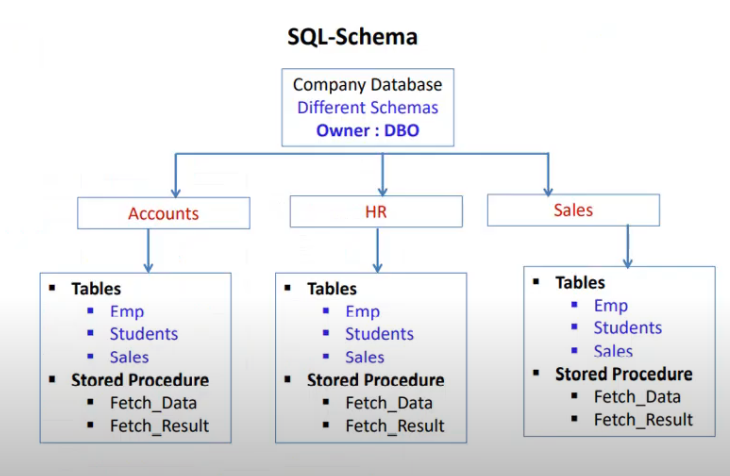 SQL-Schema
Company Database
Different Schemas
Owner : DBO
Accounts
HR
Sales
Tables
Emp
Students
Sales
Stored Procedure
Fetch_Data
Fetch_Result
Tables
Emp
Students
Sales
Stored Procedure
Fetch_Data
Fetch_Result
Tables
Emp
Students
Sales
Stored Procedure
Fetch_Data
Fetch_Result